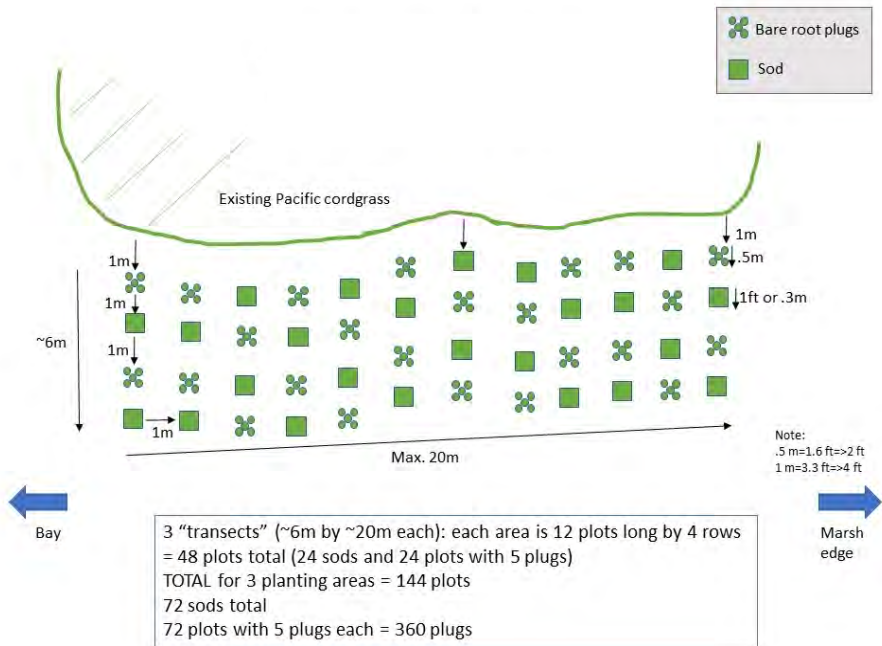 Bare root plugs
Sod
Existing Pacific cordgrass
1m
.5m
1m
1m
1ft or .3m
~6m
1m
1m
Max. 20m
Note:
.5 m=1.6 ft=>2 ft
1 m=3.3 ft=>4 ft
Bay
Marsh
edge
3 “transects” (~6m by ~20m each): each area is 12 plots long by 4 rows
= 48 plots total (24 sods and 24 plots with 5 plugs)
TOTAL for 3 planting areas = 144 plots
72 sods total
72 plots with 5 plugs each = 360 plugs